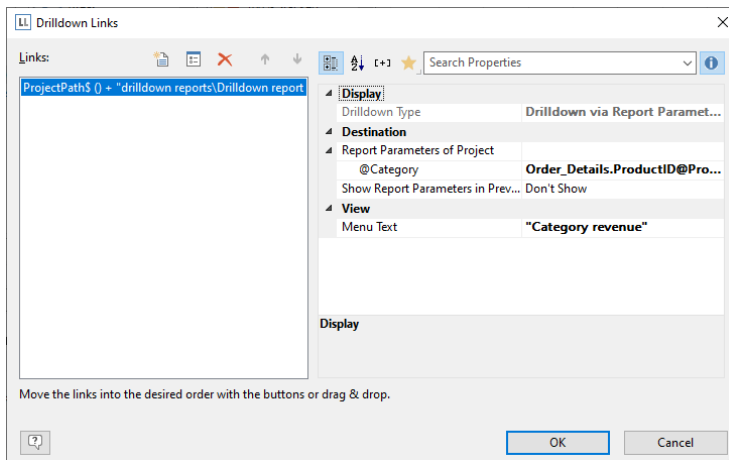 LL Drilldown Links
Links:
Search Properties
ProjectPath$ () + "drilldown reports\Drilldown report
Display
Drilldown Type Drilldown via Report Paramet...
Destination
Report Parameters of Project
@Category Order_Details.ProductID@Pro...
Show Report Parameters in Prev... Don't Show
View
Menu Text "Category revenue"
Display
Move the links into the desired order with the buttons or drag & drop.
OK Cancel